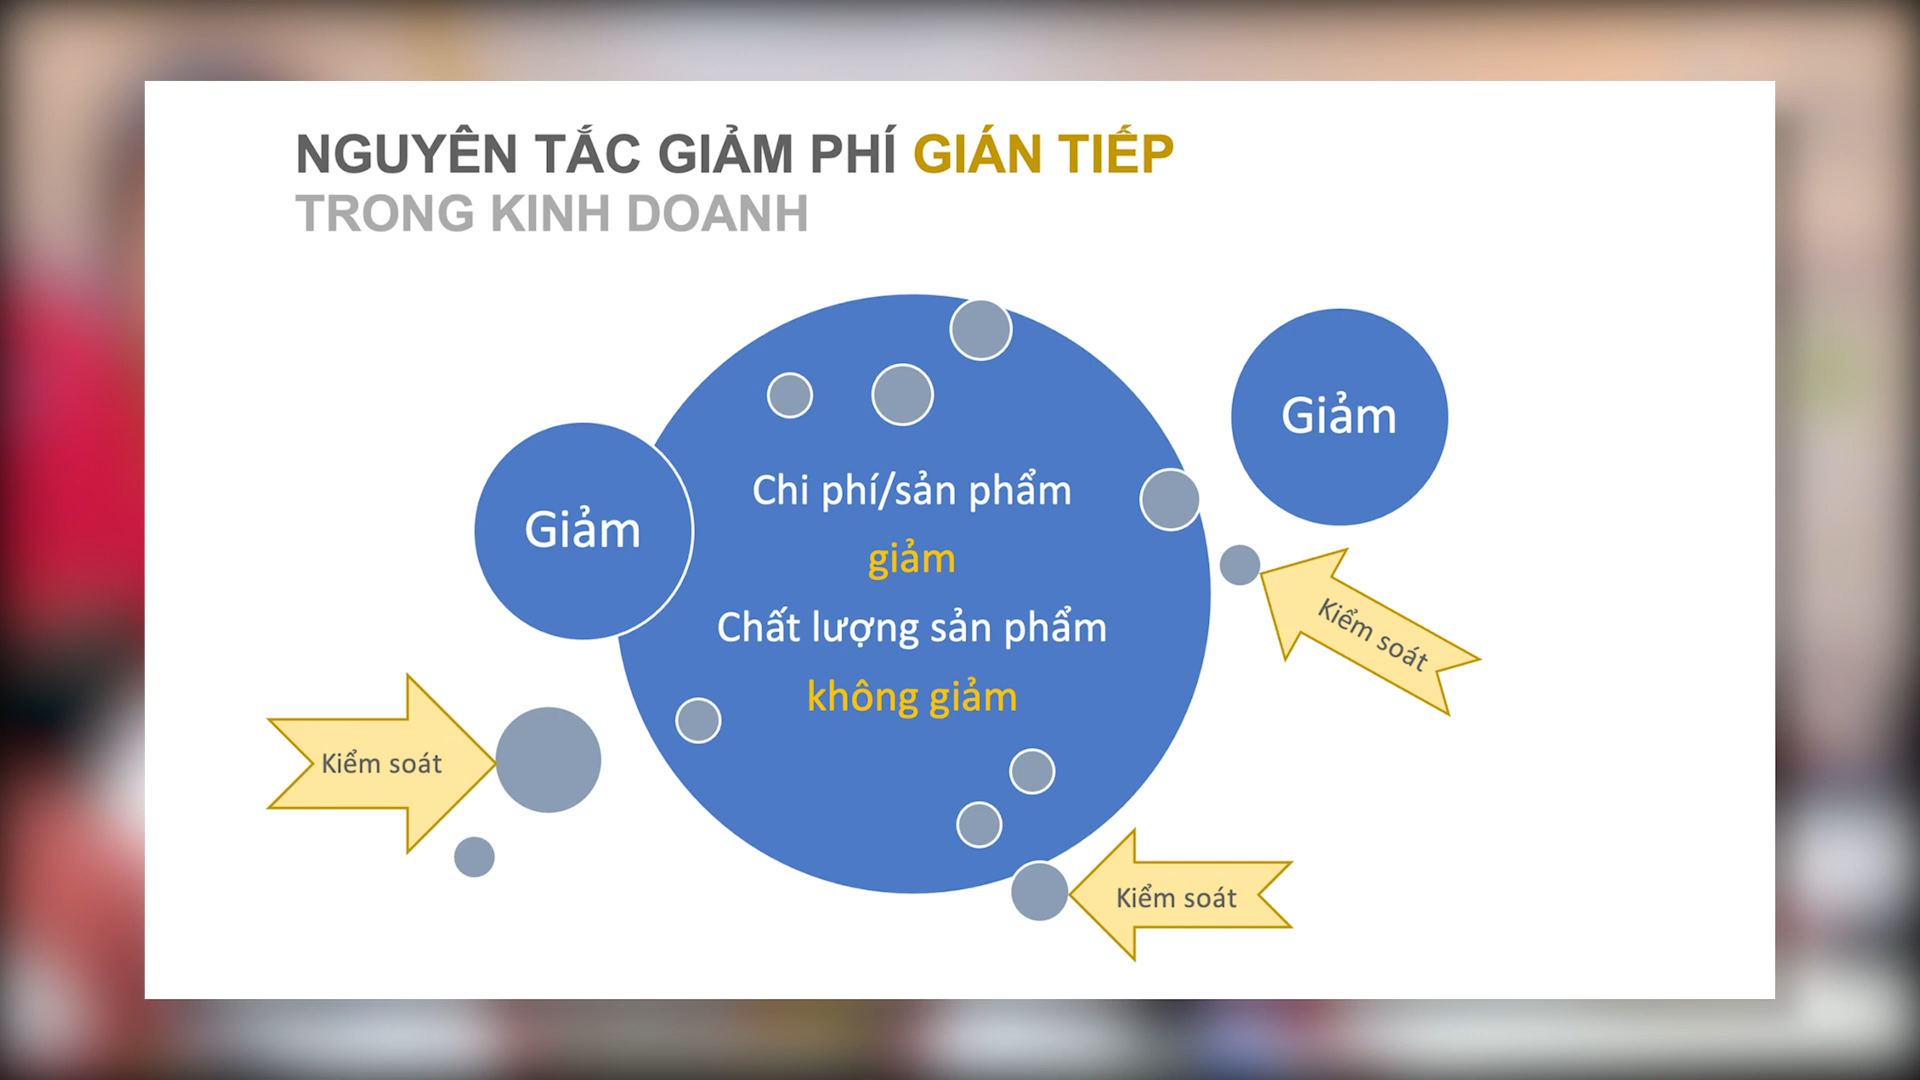 NGUYÊN TẮC GIẢM PHÍ GIÁN TIẾP
TRONG KINH DOANH
Giảm
Giảm
Chi phí/sản phẩm
giảm
Chất lượng sản phẩm
không giảm
Kiểm soát
Kiểm soát
Kiểm soát